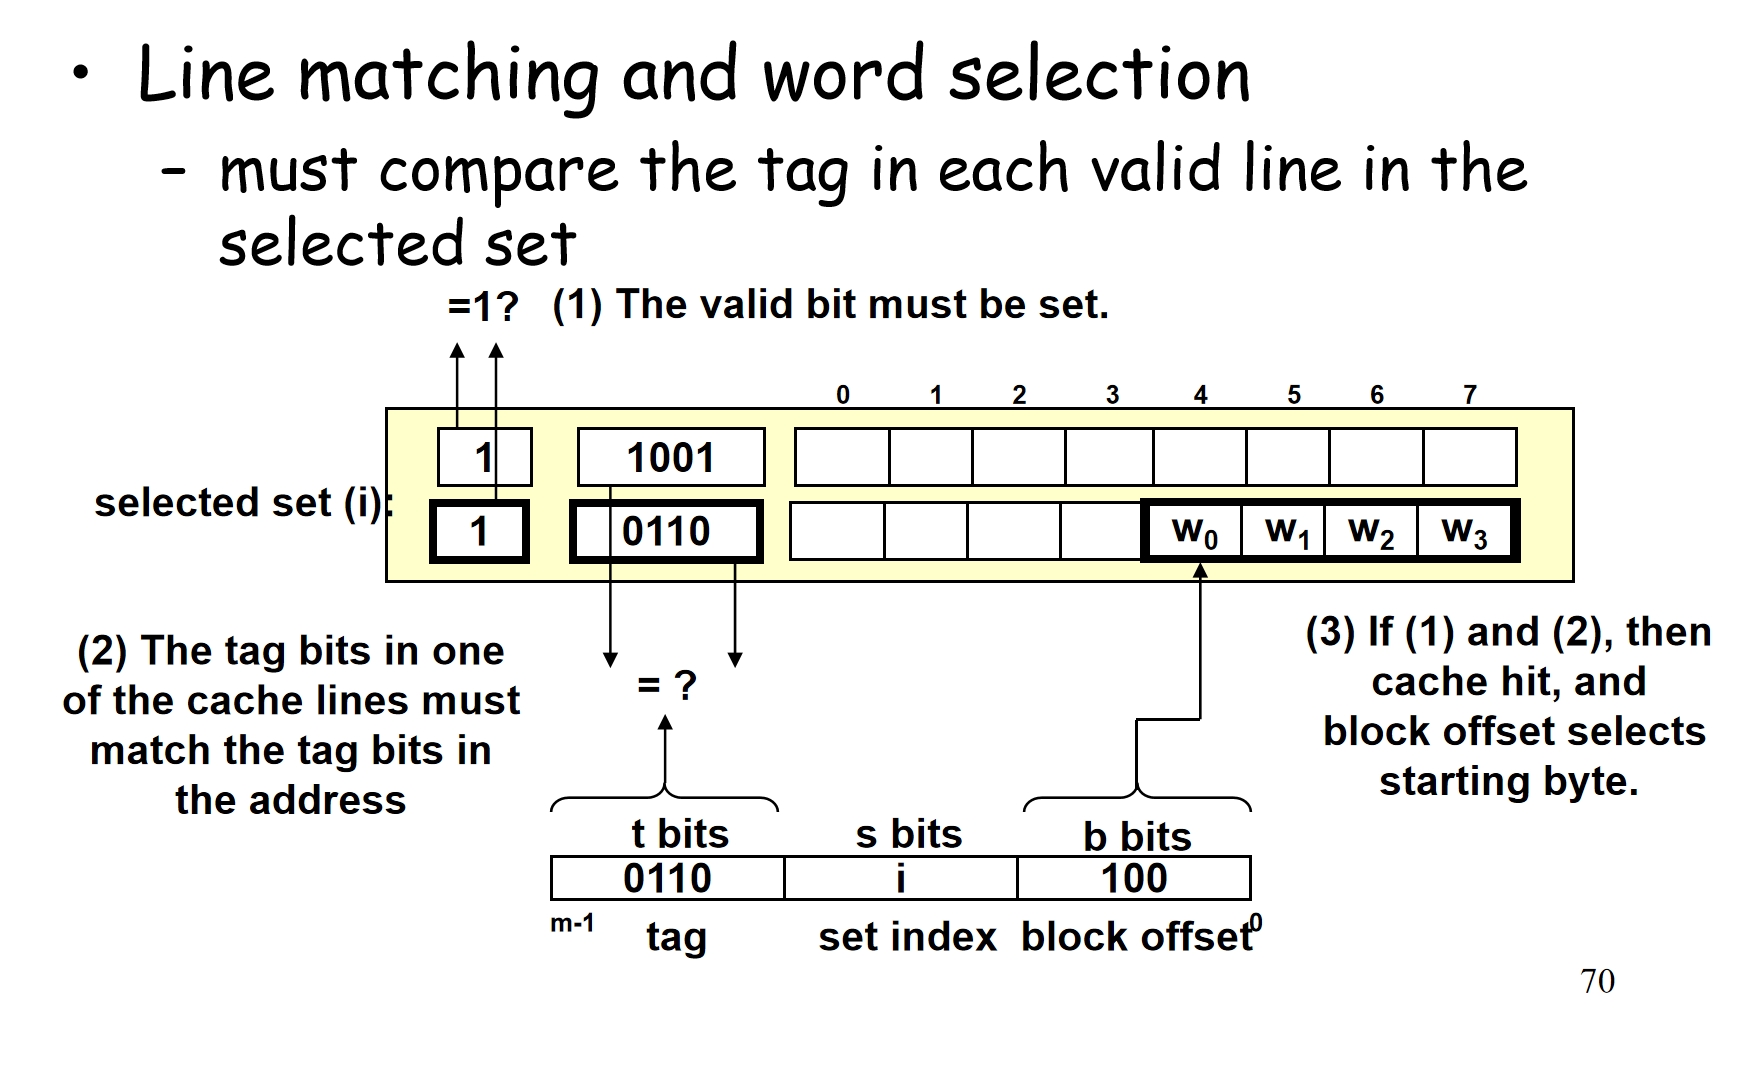 • Line matching and word selection
– must compare the tag in each valid line in the
selected set
=1? (1) The valid bit must be set.
0 1 2 3 4 5 6 7
1 1001
selected set (i):
1 0110 w0 w1 w2 w3
(2) The tag bits in one
of the cache lines must
match the tag bits in
the address
= ?
(3) If (1) and (2), then
cache hit, and
block offset selects
starting byte.
t bits s bits b bits
0110 i 100
m-1 0
tag set index block offset
70